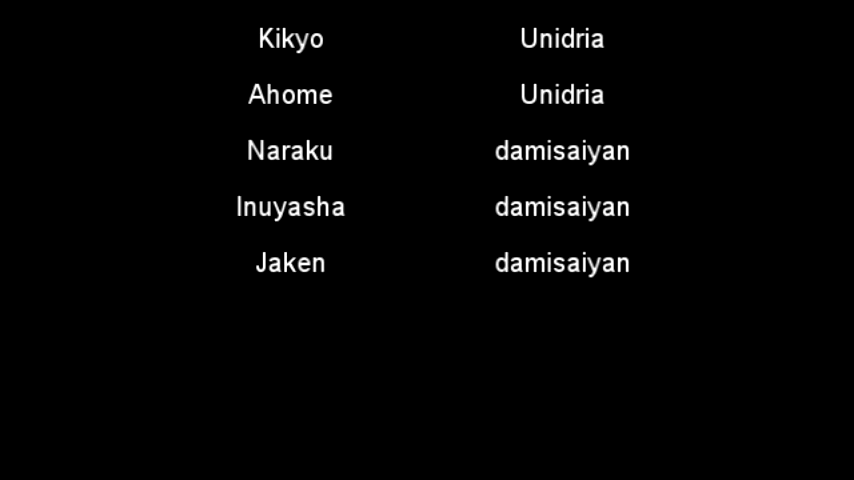 Kikyo Unidria
Ahome Unidria
Naraku damisaiyan
Inuyasha damisaiyan
Jaken damisaiyan